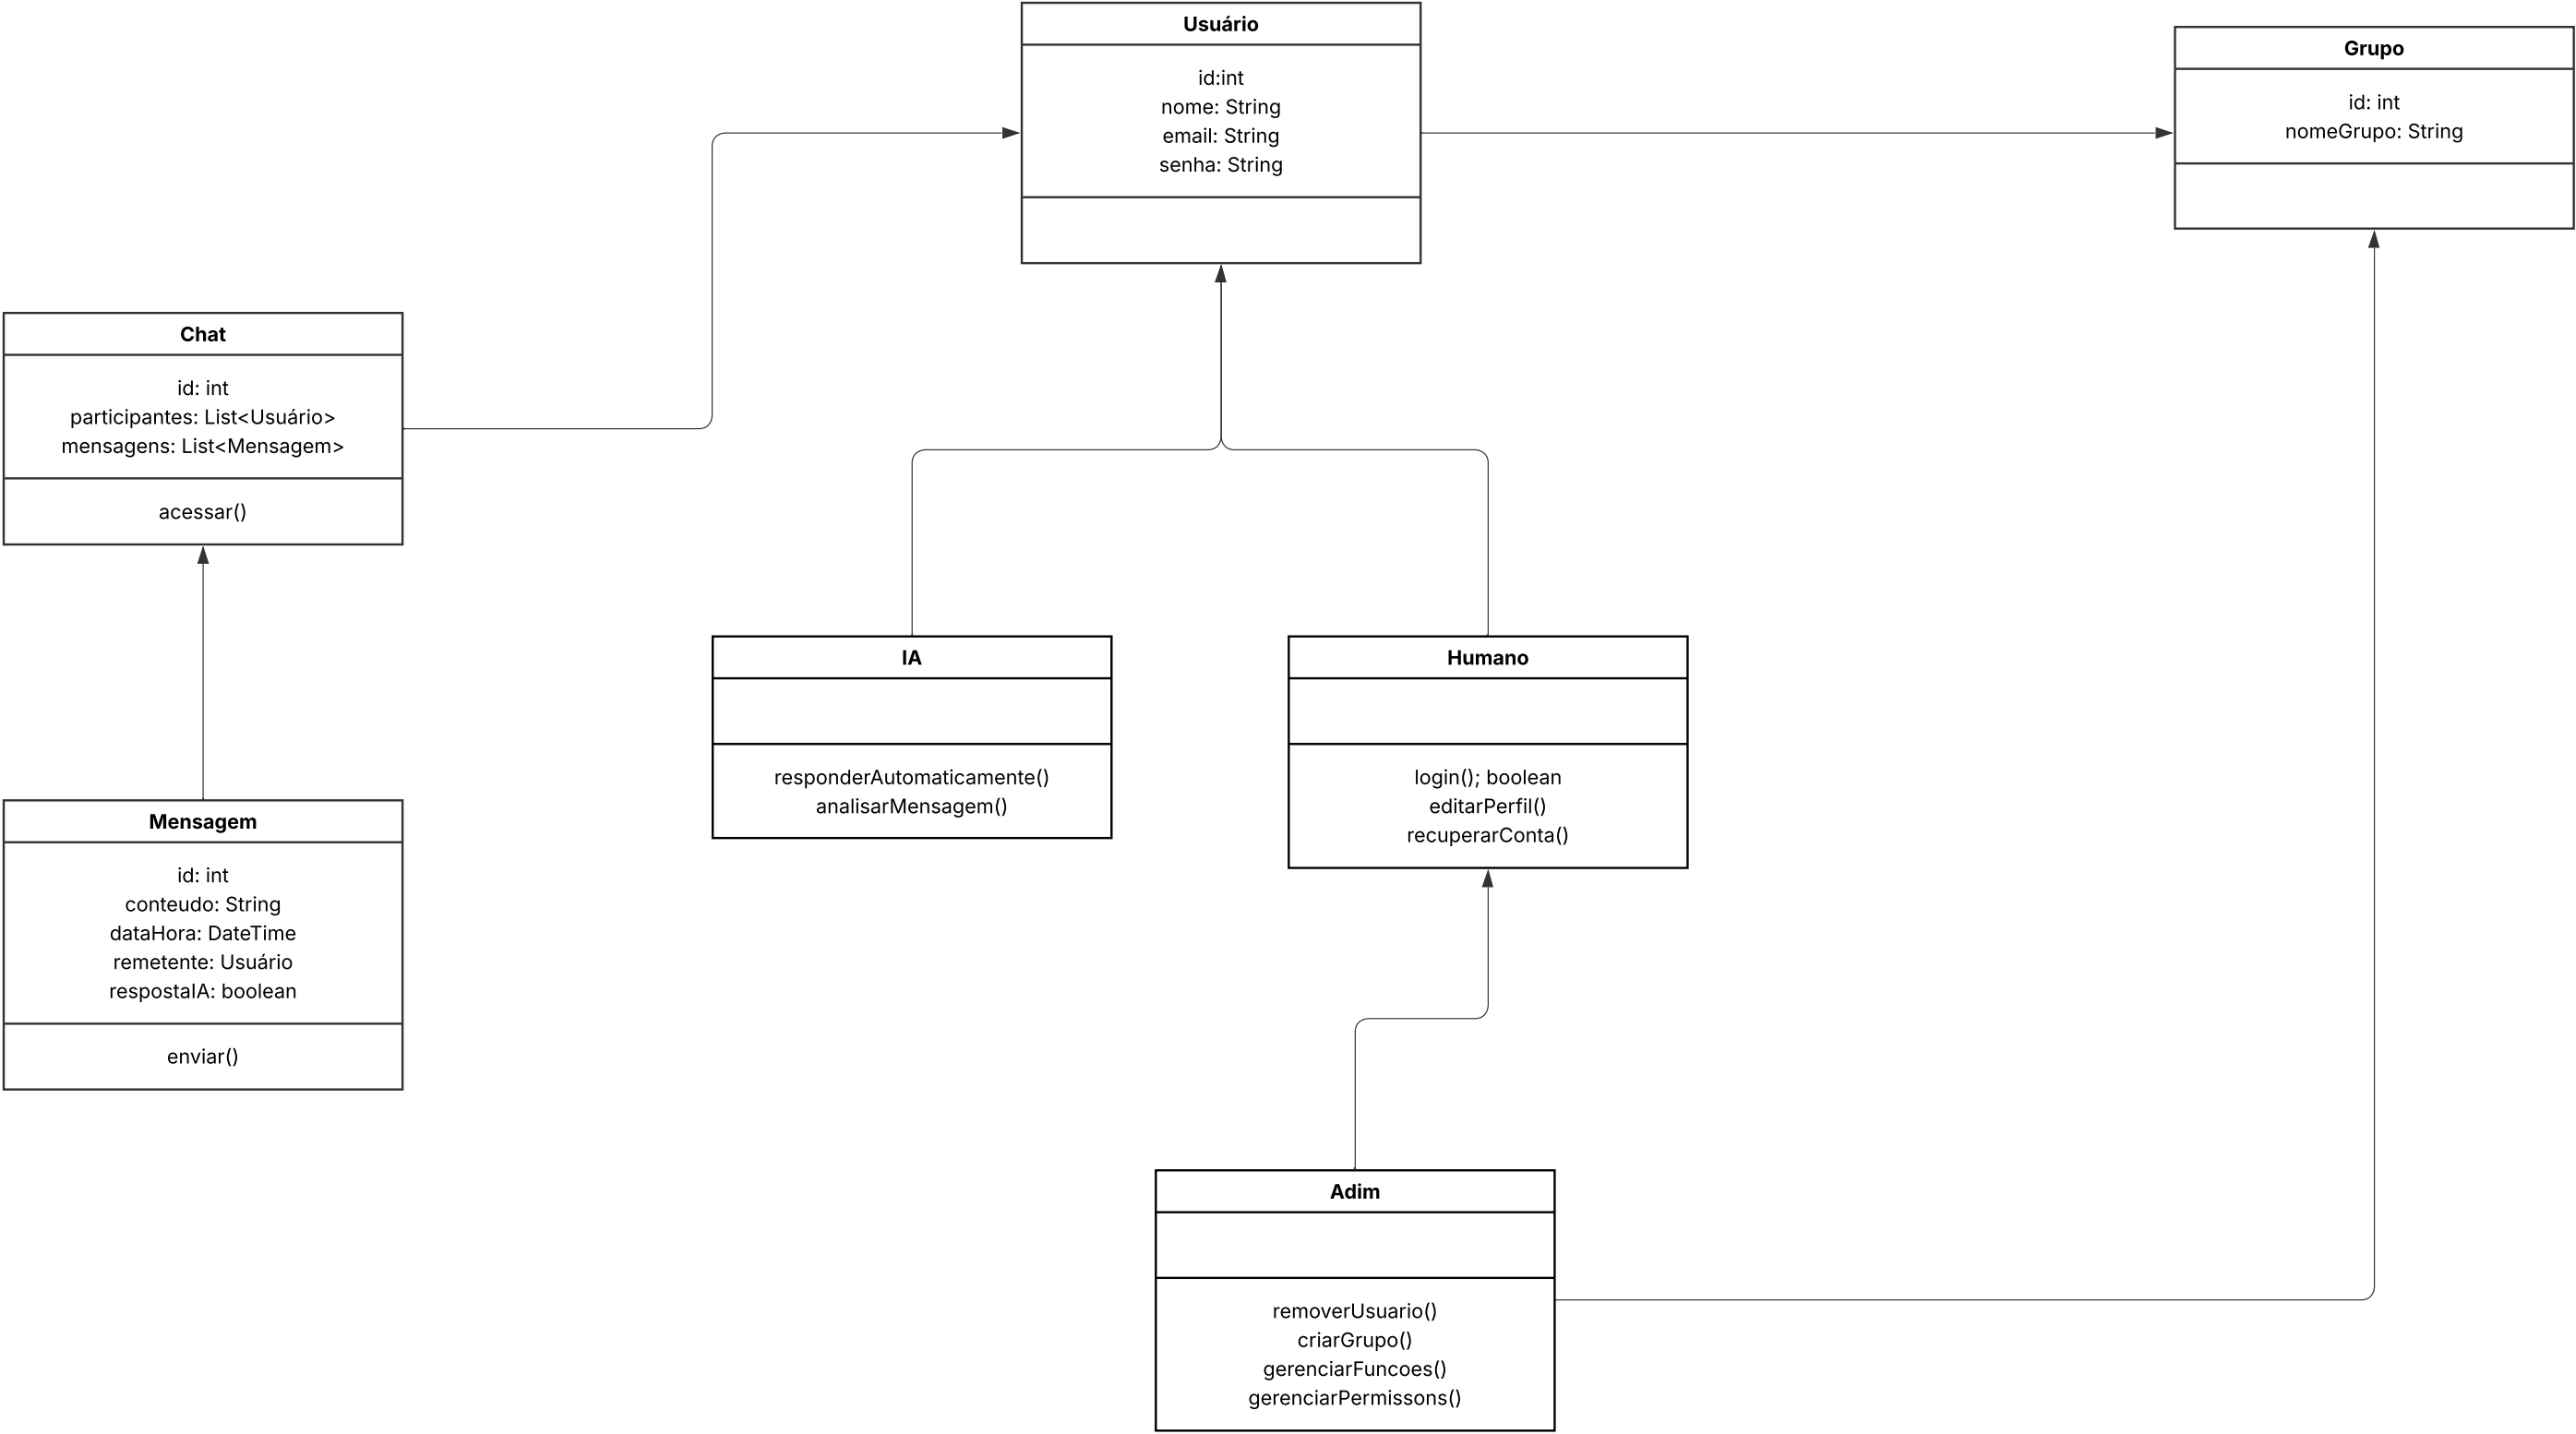 Usuário
id:int
nome: String
email: String
senha: String
Grupo
id: int
nomeGrupo: String
Chat
id: int
participantes: List<Usuário>
mensagens: List<Mensagem>
acessar()
IA
responderAutomaticamente()
analisarMensagem()
Humano
login(); boolean
editarPerfil()
recuperarConta()
Mensagem
id: int
conteudo: String
dataHora: DateTime
remetente: Usuário
respostaIA: boolean
enviar()
Adim
removerUsuario()
criarGrupo()
gerenciarFuncoes()
gerenciarPermissons()